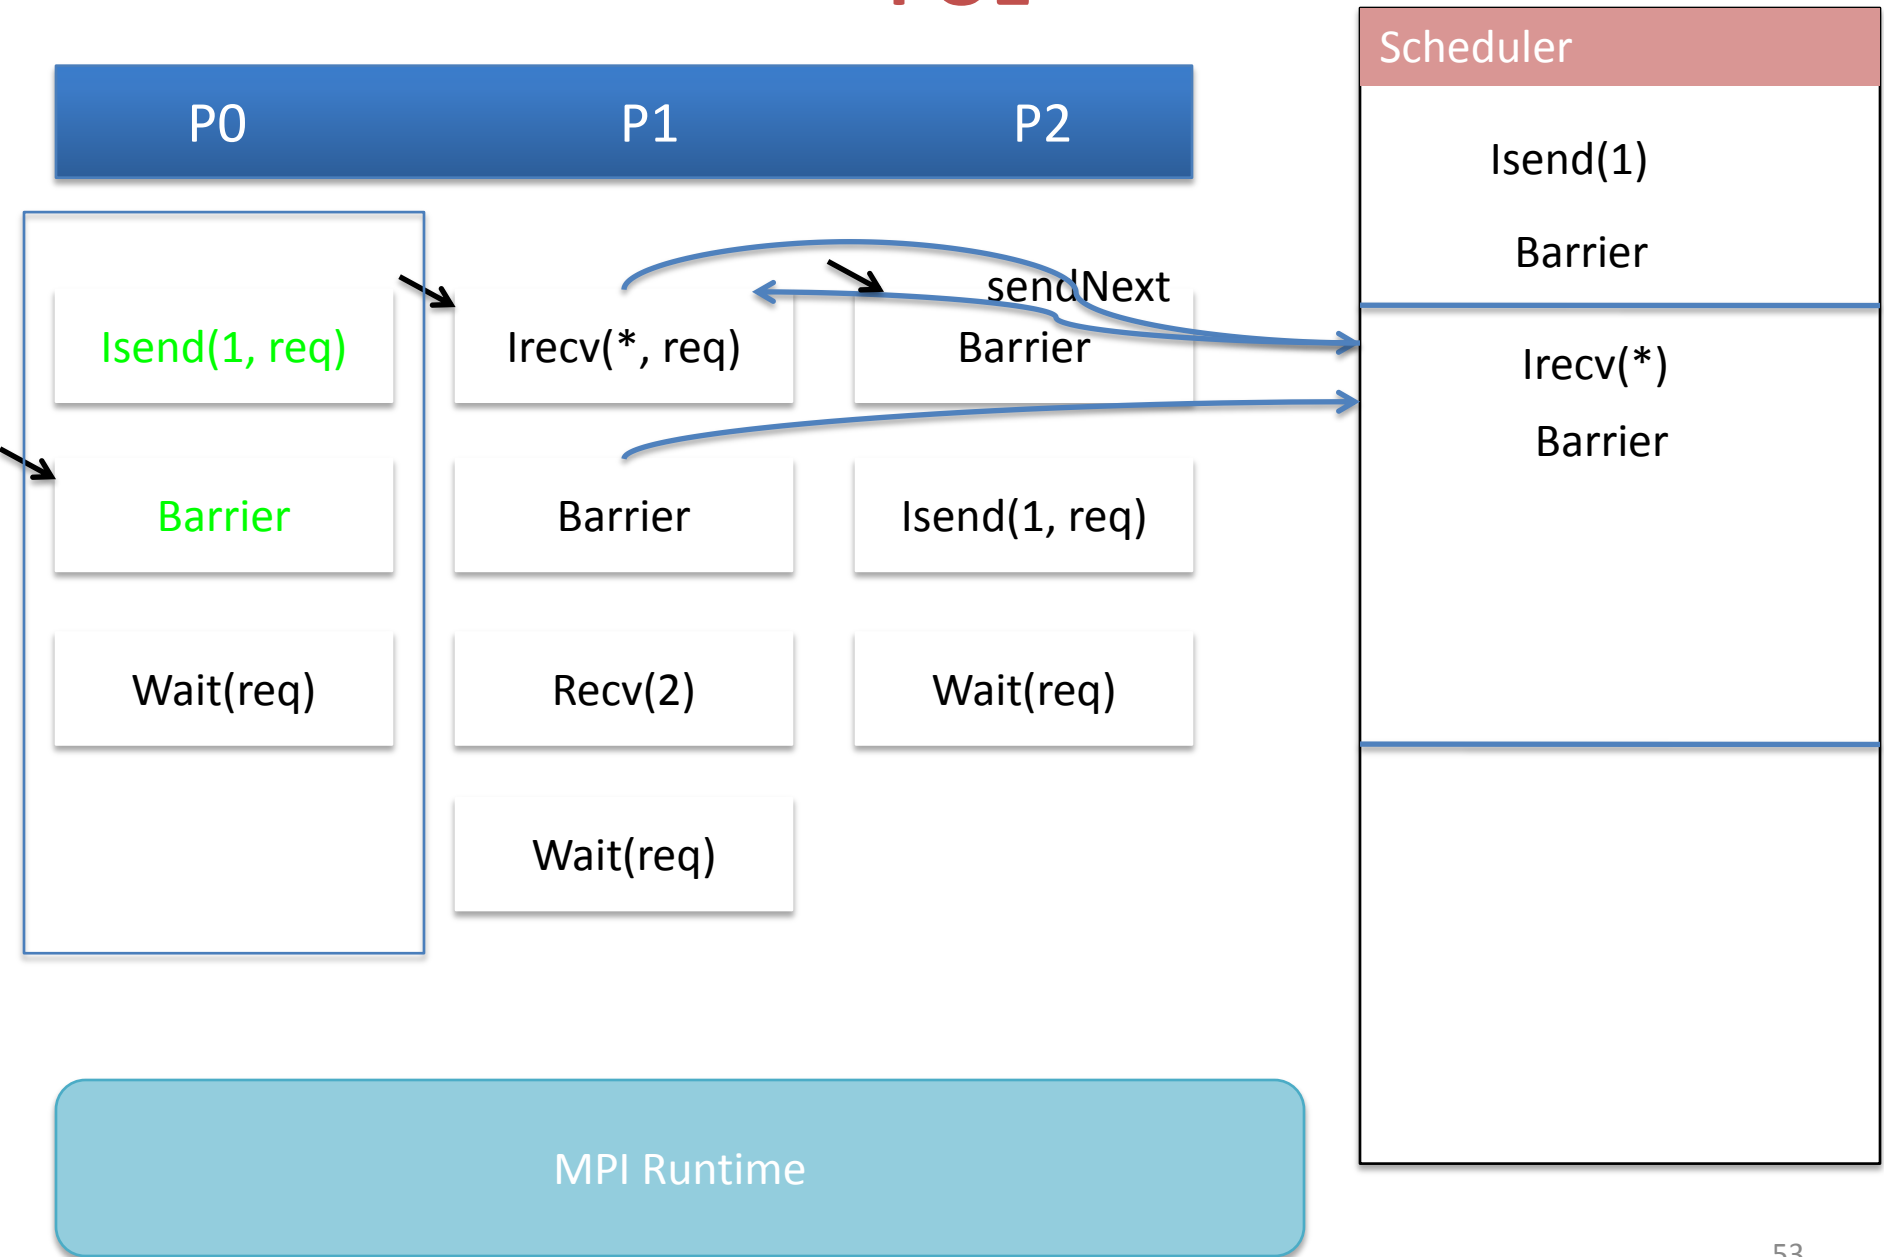 Scheduler
P0 P1 P2
Isend(1)
Barrier
sendNext
Isend(1, req) Irecv(*, req) Barrier
Irecv(*)
Barrier
Barrier Barrier Isend(1, req)
Wait(req) Recv(2) Wait(req)
Wait(req)
MPI Runtime
53